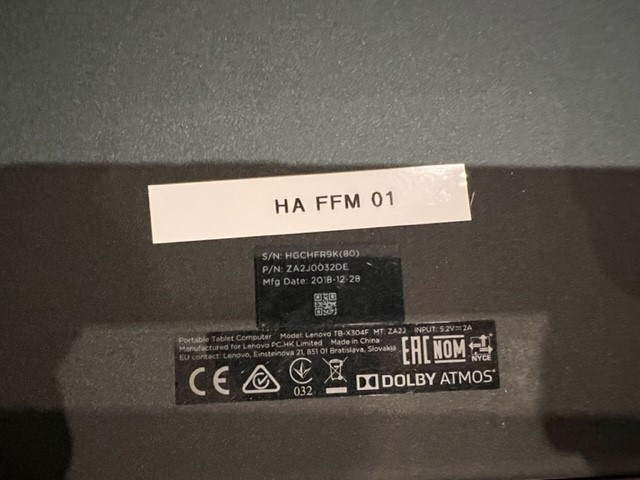 HA FFM 01
S/N: HGCHFR9K(80)
P/N: ZA2J0032DE
Mfg Date: 2018-12-28
Portable Tablet Computer Model: Lenovo TB-X304F MT: ZA2J INPUT: 5.2V⎓2A
Manufactured for Lenovo PC.HK Limited Made in China
EU contact: Lenovo, Einsteinova 21, 851 01 Bratislava, Slovakia
EAC NOM NYCE
CE 032 DOLBY ATMOS